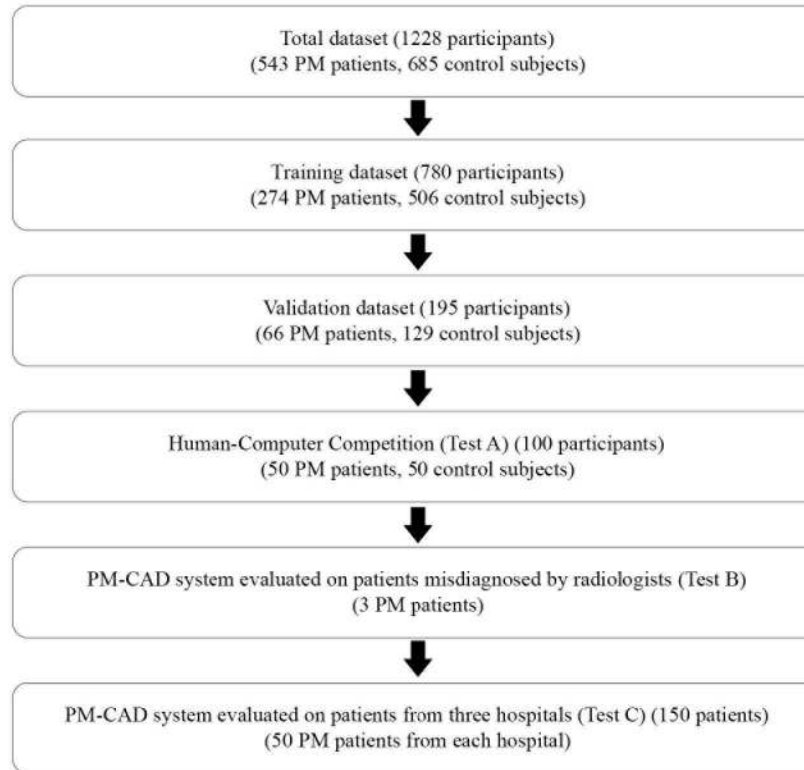 Total dataset (1228 participants)
(543 PM patients, 685 control subjects)
Training dataset (780 participants)
(274 PM patients, 506 control subjects)
Validation dataset (195 participants)
(66 PM patients, 129 control subjects)
Human-Computer Competition (Test A) (100 participants)
(50 PM patients, 50 control subjects)
PM-CAD system evaluated on patients misdiagnosed by radiologists (Test B)
(3 PM patients)
PM-CAD system evaluated on patients from three hospitals (Test C) (150 patients)
(50 PM patients from each hospital)